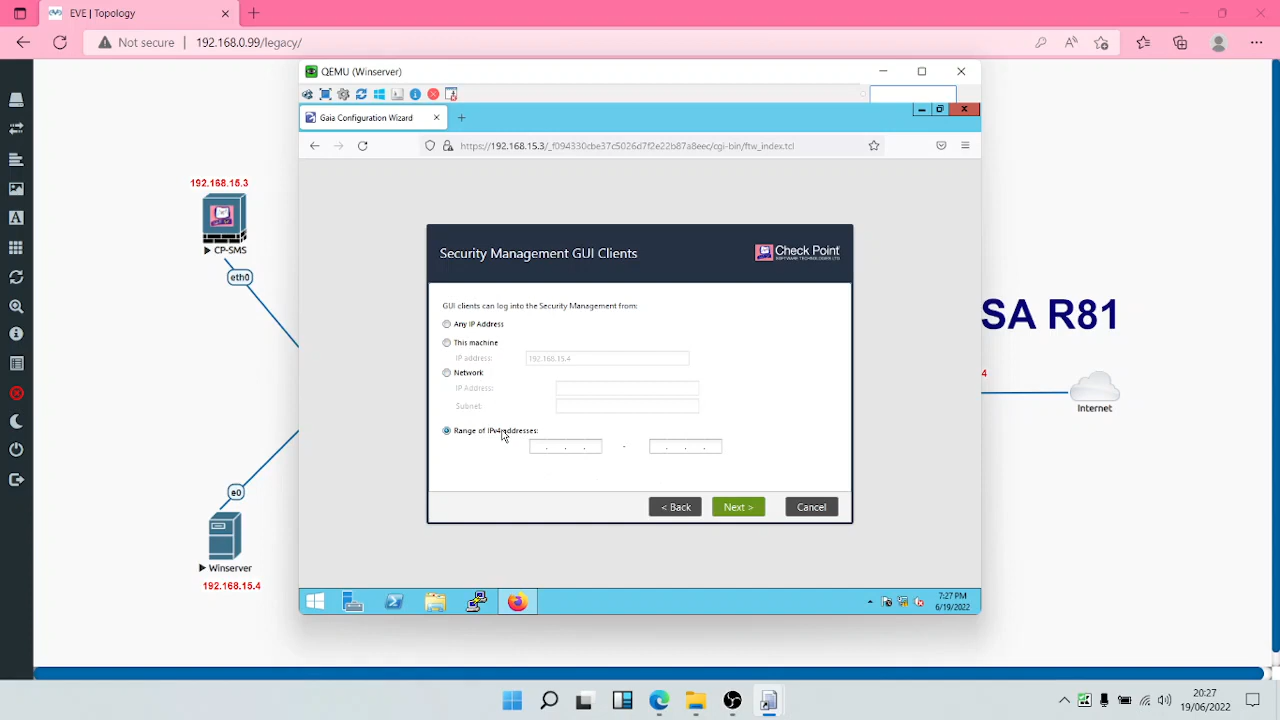 EVE | Topology
Not secure
192.168.0.99/legacy/
QEMU (Winserver)
Gaia Configuration Wizard
https://192.168.15.3/_f094330cbe37c5026d7f2e22b87a8eec/cgi-bin/ftw_index.tcl
192.168.15.3
CP-SMS
eth0
Security Management GUI Clients
Check Point
SOFTWARE TECHNOLOGIES LTD
GUI clients can log into the Security Management from:
Any IP Address
This machine
IP address:
192.168.15.4
Network
IP Address:
Subnet:
Range of IPv4 addresses:
-
< Back
Next >
Cancel
SA R81
4
Internet
e0
Winserver
192.168.15.4
7:27 PM
6/19/2022
20:27
19/06/2022